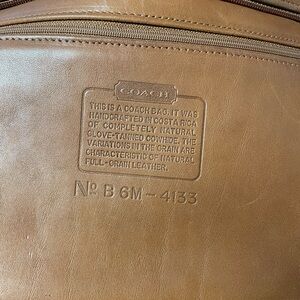 COACH
THIS IS A COACH BAG. IT WAS
HANDCRAFTED IN COSTA RICA
OF COMPLETELY NATURAL
GLOVE-TANNED COWHIDE. THE
VARIATIONS IN THE GRAIN ARE
CHARACTERISTIC OF NATURAL
FULL-GRAIN LEATHER.
No B6M-4133